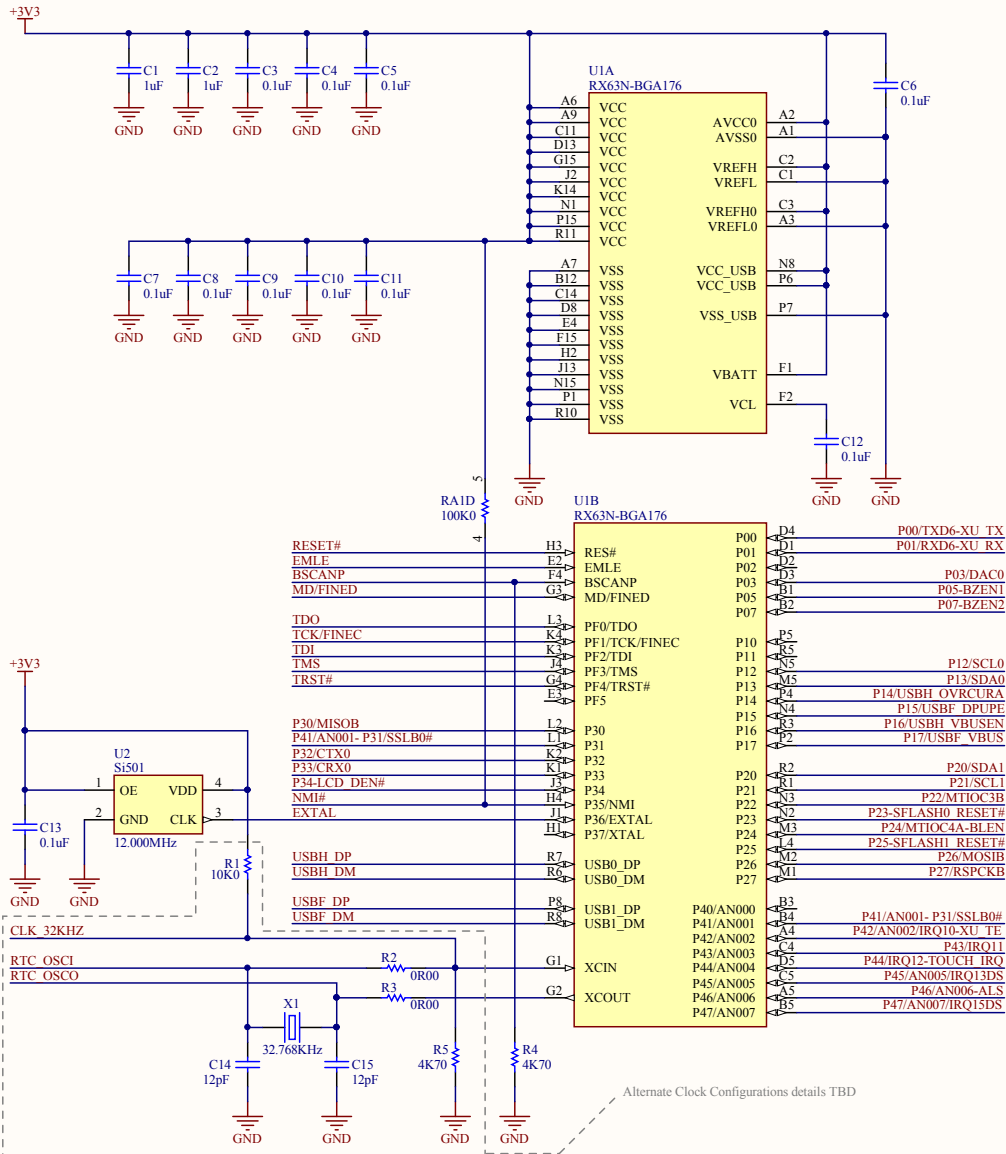 +3V3
C1
1uF
GND
C2
1uF
GND
C3
0.1uF
GND
C4
0.1uF
GND
C5
0.1uF
GND
C6
0.1uF
U1A
RX63N-BGA176
A6 VCC
A9 VCC
C11 VCC
D13 VCC
G15 VCC
J2 VCC
K14 VCC
N1 VCC
P15 VCC
R11 VCC
A7 VSS
B12 VSS
C14 VSS
D8 VSS
E4 VSS
F15 VSS
H2 VSS
J13 VSS
N15 VSS
P1 VSS
R10 VSS
AVCC0 A2
AVSS0 A1
VREFH C2
VREFL C1
VREFH0 C3
VREFL0 A3
VCC_USB N8
VCC_USB P6
VSS_USB P7
VBATT F1
VCL F2
C7
0.1uF
GND
C8
0.1uF
GND
C9
0.1uF
GND
C10
0.1uF
GND
C11
0.1uF
GND
C12
0.1uF
GND
GND
GND
5
RA1D
100K0
4
U1B
RX63N-BGA176
RESET# H3 RES#
EMLE E2 EMLE
BSCANP F4 BSCANP
MD/FINED G3 MD/FINED
TDO L3 PF0/TDO
TCK/FINEC K4 PF1/TCK/FINEC
TDI K3 PF2/TDI
TMS J4 PF3/TMS
TRST# G4 PF4/TRST#
E3 PF5
P30/MISOB L2 P30
P41/AN001- P31/SSLB0# L1 P31
P32/CTX0 K2 P32
P33/CRX0 K1 P33
P34-LCD_DEN# J3 P34
NMI# H4 P35/NMI
EXTAL J1 P36/EXTAL
H1 P37/XTAL
USBH_DP R7 USB0_DP
USBH_DM R6 USB0_DM
USBF_DP P8 USB1_DP
USBF_DM R8 USB1_DM
G1 XCIN
G2 XCOUT
P00 D4 P00/TXD6-XU_TX
P01 D1 P01/RXD6-XU_RX
P02 D2
P03 D3 P03/DAC0
P05 B1 P05-BZEN1
P07 B2 P07-BZEN2
P10 P5
P11 R5
P12 N5 P12/SCL0
P13 M5 P13/SDA0
P14 P4 P14/USBH_OVRCURA
P15 N4 P15/USBF_DPUPE
P16 R3 P16/USBH_VBUSEN
P17 P2 P17/USBF_VBUS
P20 R2 P20/SDA1
P21 R1 P21/SCL1
P22 N3 P22/MTIOC3B
P23 N2 P23-SFLASH0_RESET#
P24 M3 P24/MTIOC4A-BLEN
P25 L4 P25-SFLASH1_RESET#
P26 M2 P26/MOSIB
P27 M1 P27/RSPCKB
P40/AN000 B3
P41/AN001 B4 P41/AN001- P31/SSLB0#
P42/AN002 A4 P42/AN002/IRQ10-XU_TE
P43/AN003 C4 P43/IRQ11
P44/AN004 D5 P44/IRQ12-TOUCH_IRQ
P45/AN005 C5 P45/AN005/IRQ13DS
P46/AN006 A5 P46/AN006-ALS
P47/AN007 B5 P47/AN007/IRQ15DS
+3V3
U2
Si501
1 OE VDD 4
2 GND CLK 3
12.000MHz
C13
0.1uF
GND
GND
R1
10K0
CLK_32KHZ
RTC_OSCI
RTC_OSCO
R2
0R00
R3
0R00
X1
32.768KHz
C14
12pF
GND
C15
12pF
GND
R5
4K70
GND
R4
4K70
GND
Alternate Clock Configurations details TBD